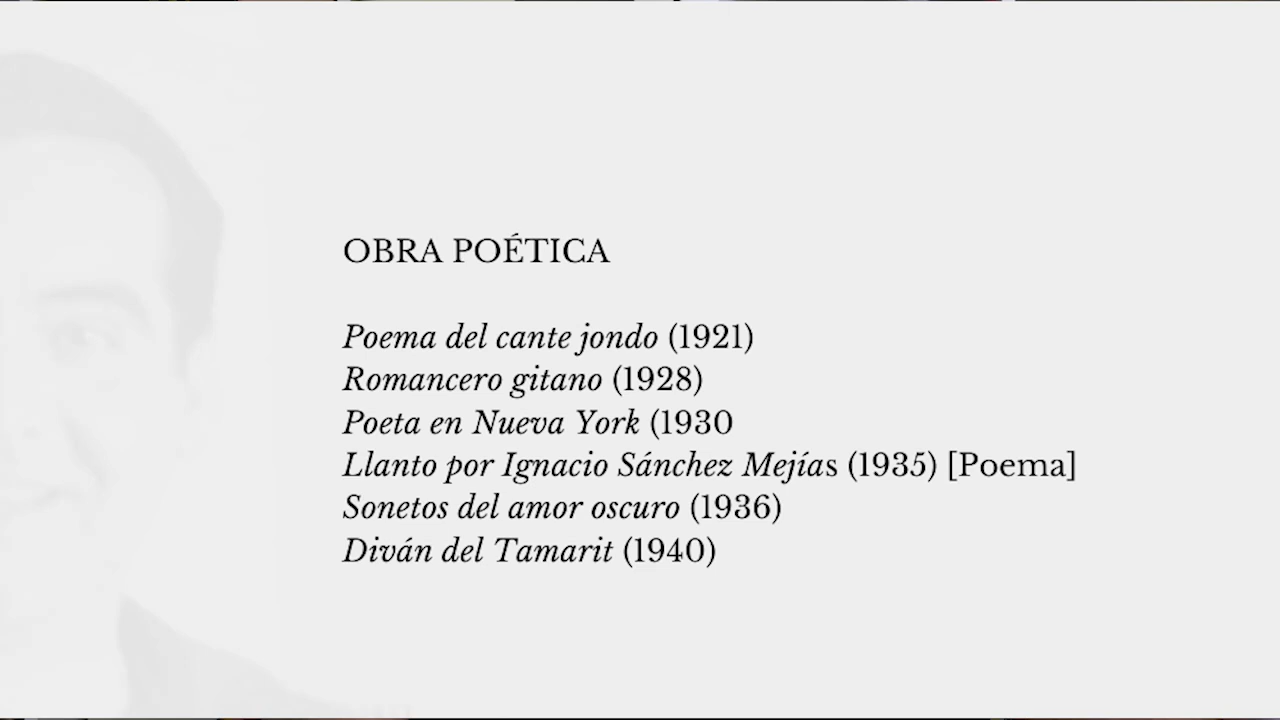 OBRA POÉTICA
Poema del cante jondo (1921)
Romancero gitano (1928)
Poeta en Nueva York (1930
Llanto por Ignacio Sánchez Mejías (1935) [Poema]
Sonetos del amor oscuro (1936)
Diván del Tamarit (1940)